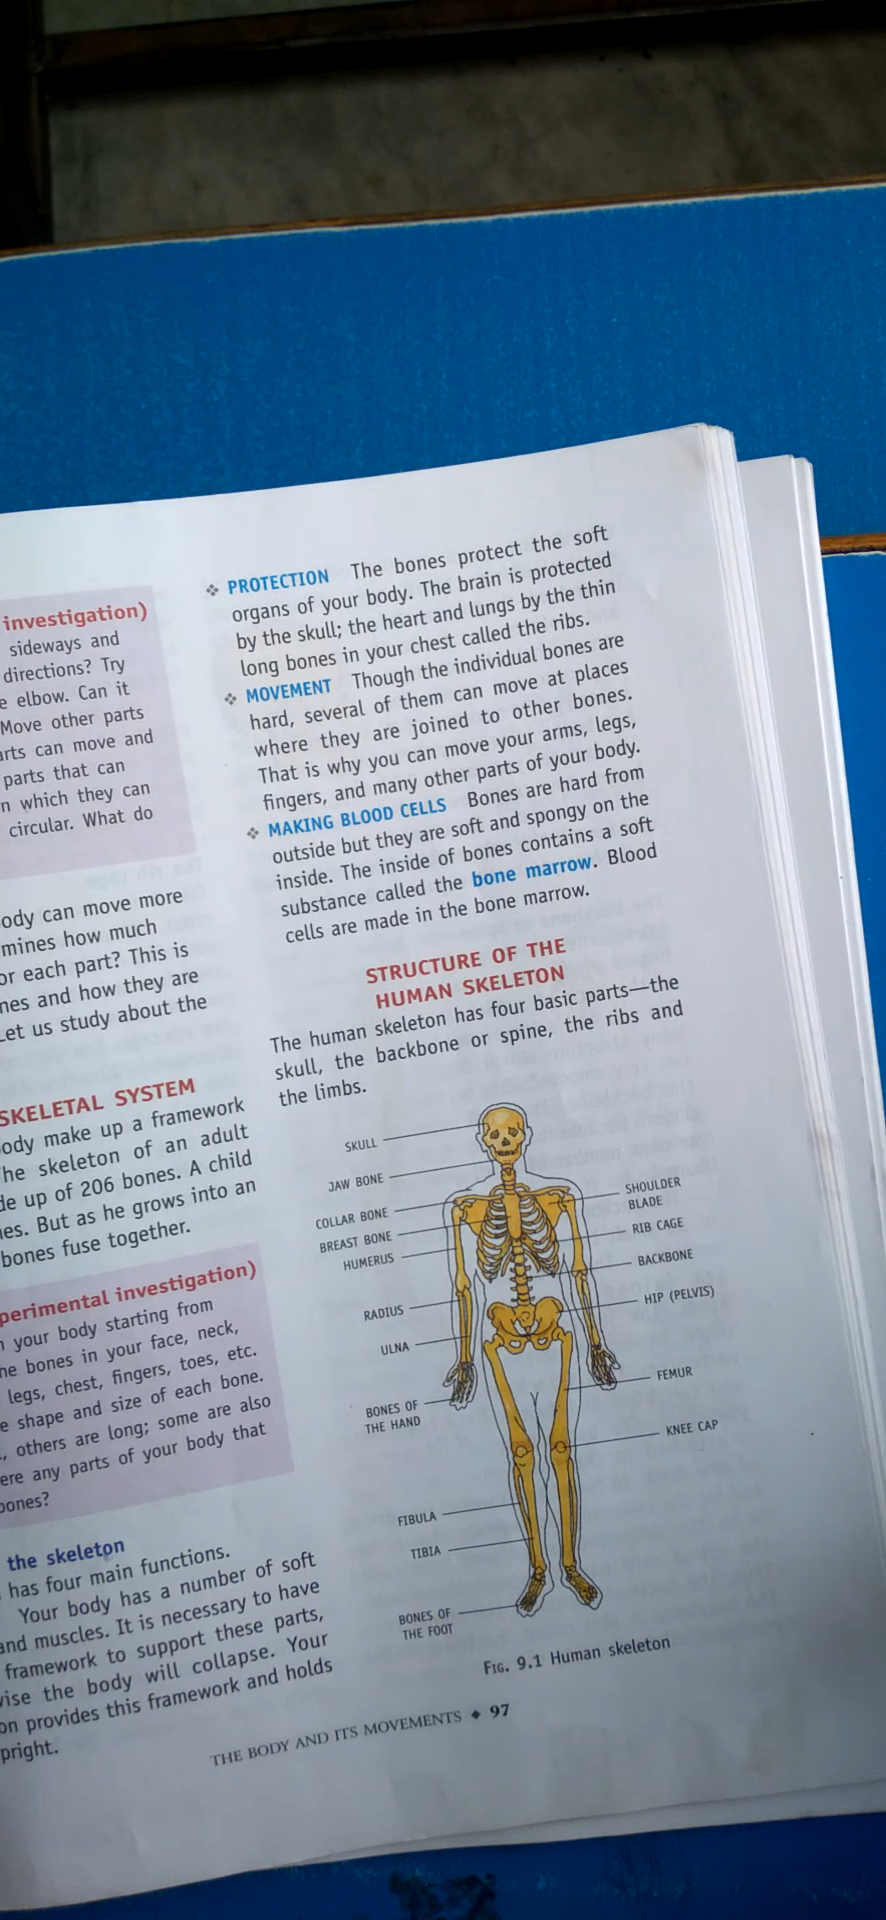 investigation)
sideways and
directions? Try
e elbow. Can it
Move other parts
arts can move and
parts that can
n which they can
circular. What do
ody can move more
mines how much
or each part? This is
nes and how they are
Let us study about the
SKELETAL SYSTEM
ody make up a framework
he skeleton of an adult
de up of 206 bones. A child
es. But as he grows into an
bones fuse together.
perimental investigation)
your body starting from
he bones in your face, neck,
legs, chest, fingers, toes, etc.
e shape and size of each bone.
, others are long; some are also
ere any parts of your body that
bones?
the skeleton
has four main functions.
Your body has a number of soft
and muscles. It is necessary to have
framework to support these parts,
wise the body will collapse. Your
on provides this framework and holds
pright.
❖ PROTECTION The bones protect the soft
organs of your body. The brain is protected
by the skull; the heart and lungs by the thin
long bones in your chest called the ribs.
❖ MOVEMENT Though the individual bones are
hard, several of them can move at places
where they are joined to other bones.
That is why you can move your arms, legs,
fingers, and many other parts of your body.
❖ MAKING BLOOD CELLS Bones are hard from
outside but they are soft and spongy on the
inside. The inside of bones contains a soft
substance called the bone marrow. Blood
cells are made in the bone marrow.
STRUCTURE OF THE
HUMAN SKELETON
The human skeleton has four basic parts—the
skull, the backbone or spine, the ribs and
the limbs.
SKULL
JAW BONE
COLLAR BONE
BREAST BONE
HUMERUS
RADIUS
ULNA
BONES OF
THE HAND
FIBULA
TIBIA
BONES OF
THE FOOT
SHOULDER
BLADE
RIB CAGE
BACKBONE
HIP (PELVIS)
FEMUR
KNEE CAP
FIG. 9.1 Human skeleton
THE BODY AND ITS MOVEMENTS ◆ 97